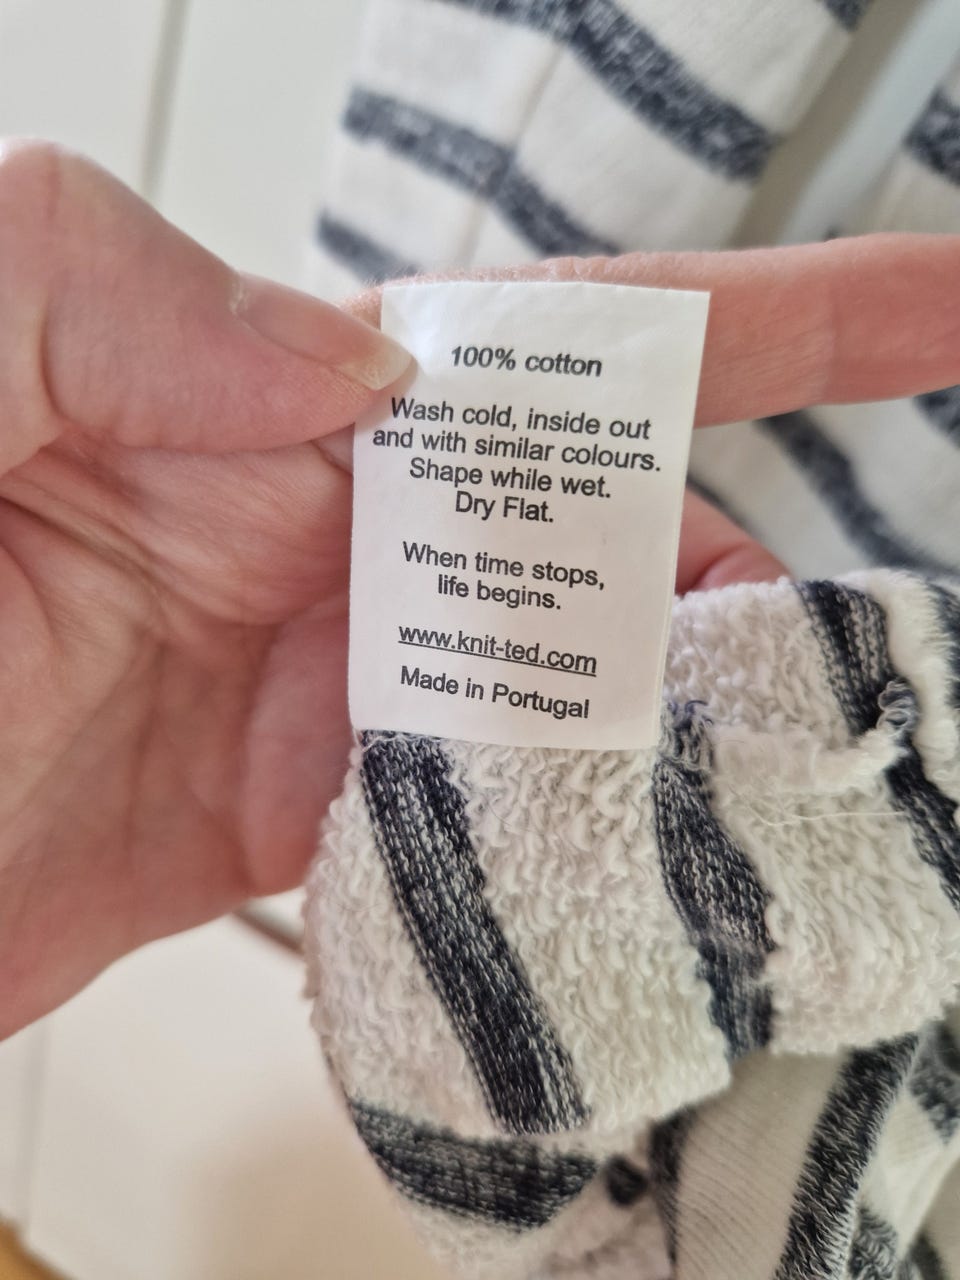 100% cotton
Wash cold, inside out
and with similar colours.
Shape while wet.
Dry Flat.
When time stops,
life begins.
www.knit-ted.com
Made in Portugal